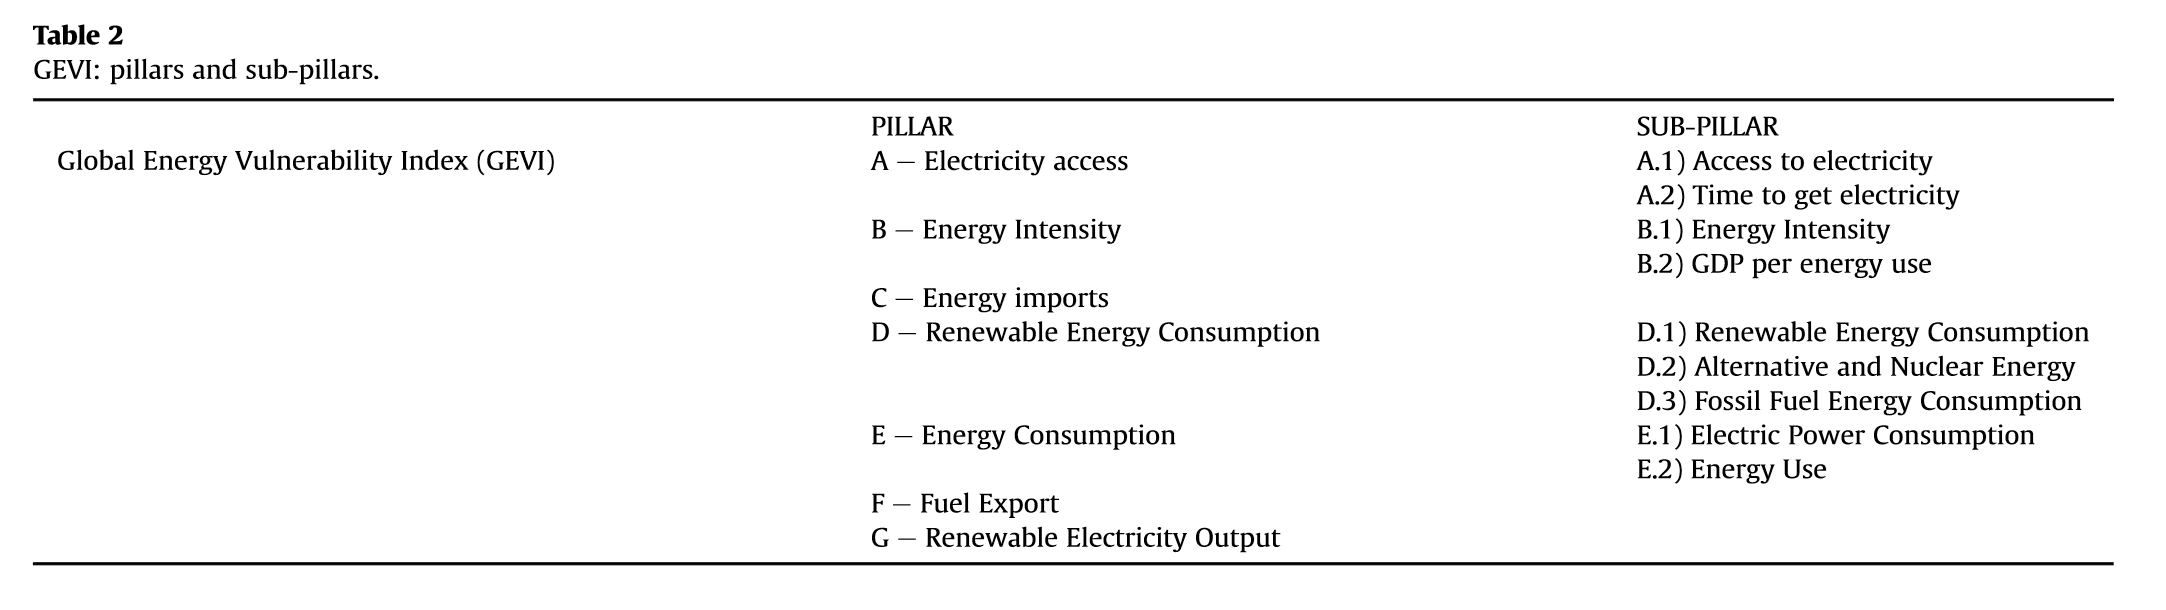 Table 2
GEVI: pillars and sub-pillars.
PILLAR SUB-PILLAR
Global Energy Vulnerability Index (GEVI) A — Electricity access A.1) Access to electricity
A.2) Time to get electricity
B — Energy Intensity B.1) Energy Intensity
B.2) GDP per energy use
C — Energy imports
D — Renewable Energy Consumption D.1) Renewable Energy Consumption
D.2) Alternative and Nuclear Energy
D.3) Fossil Fuel Energy Consumption
E — Energy Consumption E.1) Electric Power Consumption
E.2) Energy Use
F — Fuel Export
G — Renewable Electricity Output